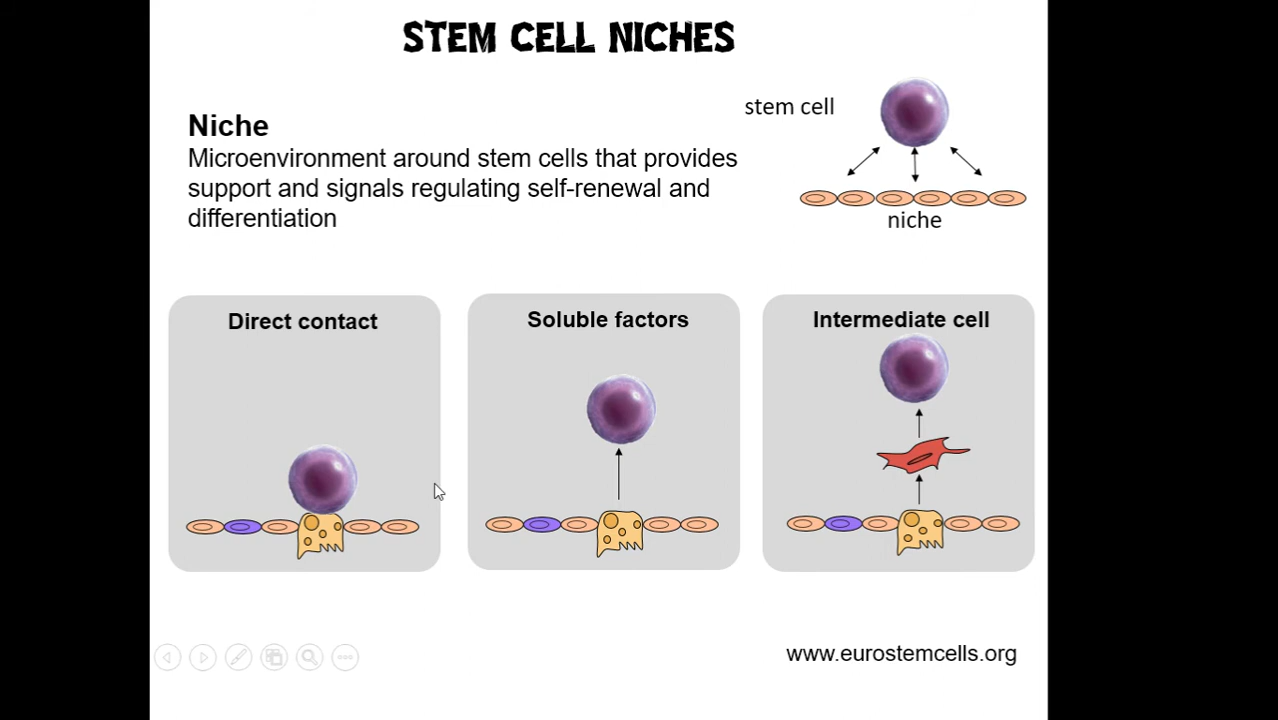 STEM CELL NICHES
stem cell
Niche
Microenvironment around stem cells that provides
support and signals regulating self-renewal and
differentiation
niche
Direct contact
Soluble factors
Intermediate cell
www.eurostemcells.org